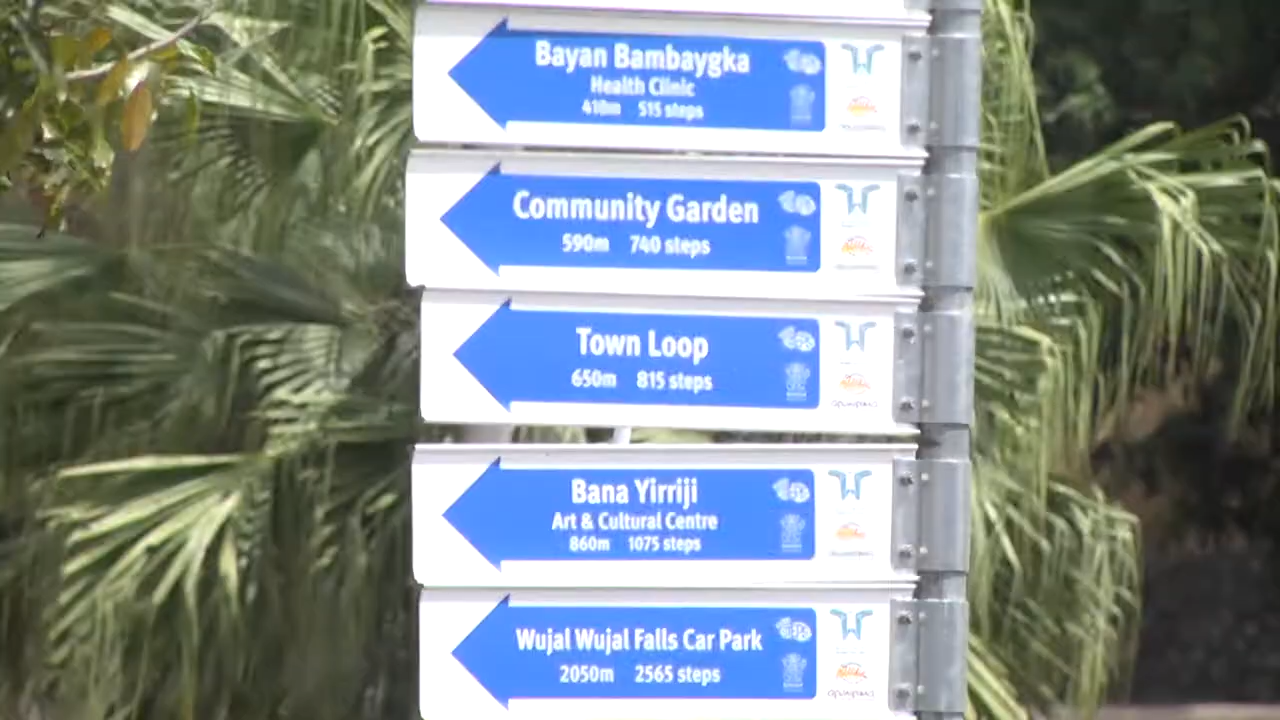 Bayan Bambaygka
Health Clinic
410m 515 steps
Community Garden
590m 740 steps
Town Loop
650m 815 steps
Bana Yirriji
Art & Cultural Centre
860m 1075 steps
Wujal Wujal Falls Car Park
2050m 2565 steps